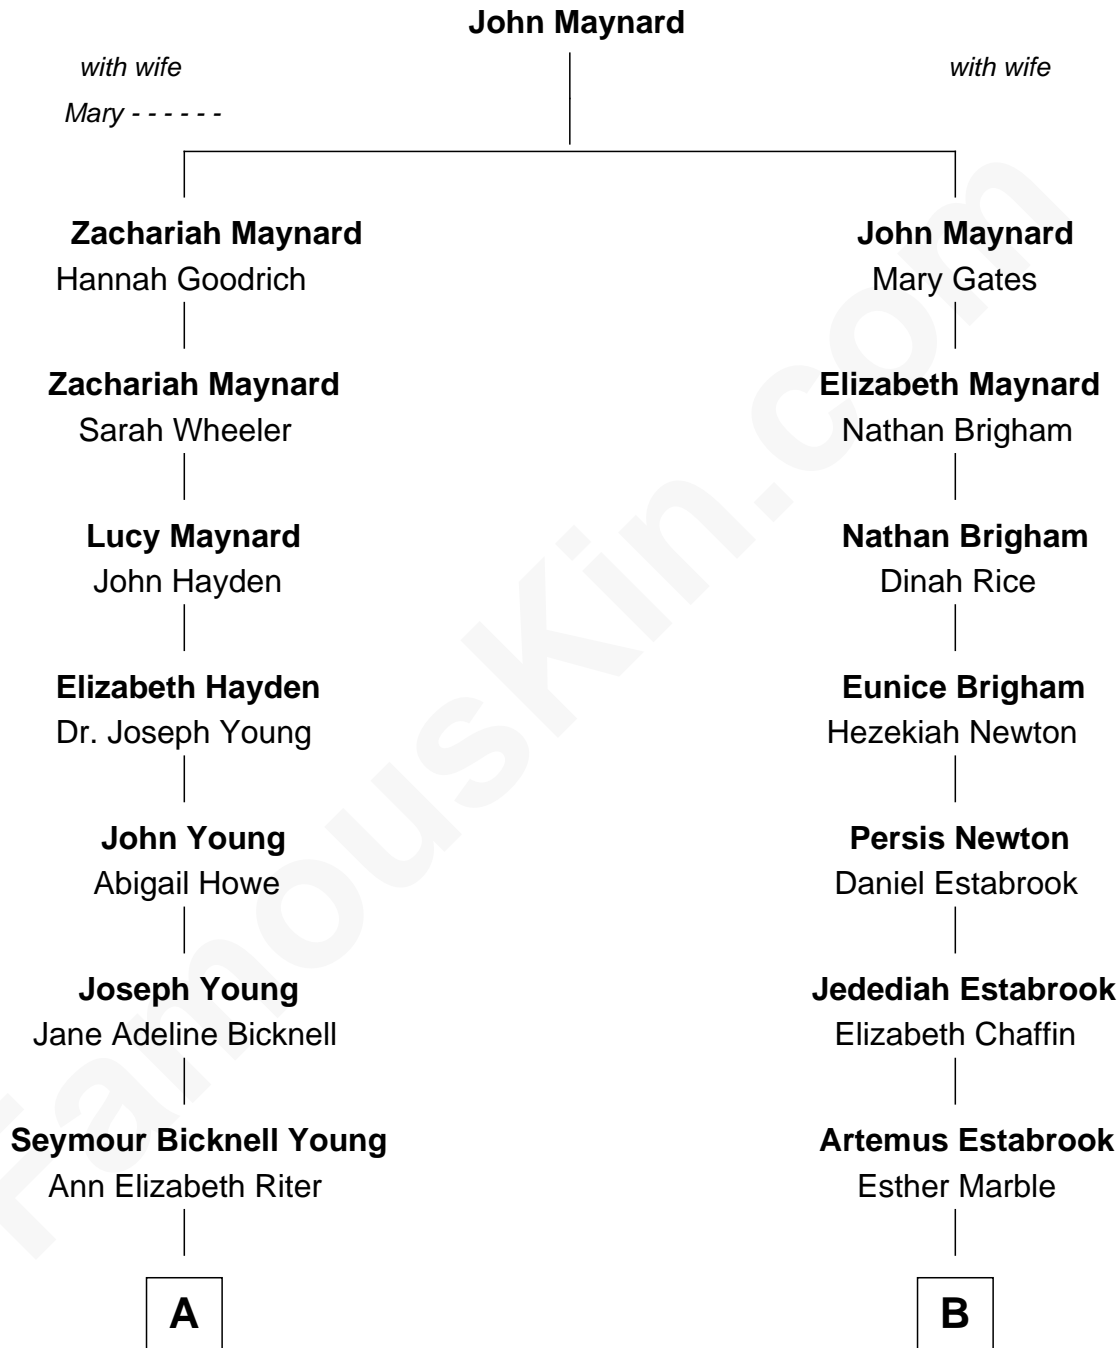 John Maynard
with wife
with wife
Mary - - - - - -
Zachariah Maynard
John Maynard
Hannah Goodrich
Mary Gates
Zachariah Maynard
Elizabeth Maynard
Sarah Wheeler
Nathan Brigham
Lucy Maynard
Nathan Brigham
John Hayden
Dinah Rice
Elizabeth Hayden
Eunice Brigham
Dr. Joseph Young
Hezekiah Newton
John Young
Persis Newton
Abigail Howe
Daniel Estabrook
Joseph Young
Jedediah Estabrook
Jane Adeline Bicknell
Elizabeth Chaffin
Seymour Bicknell Young
Artemus Estabrook
Ann Elizabeth Riter
Esther Marble
A
B
FamousKin.com